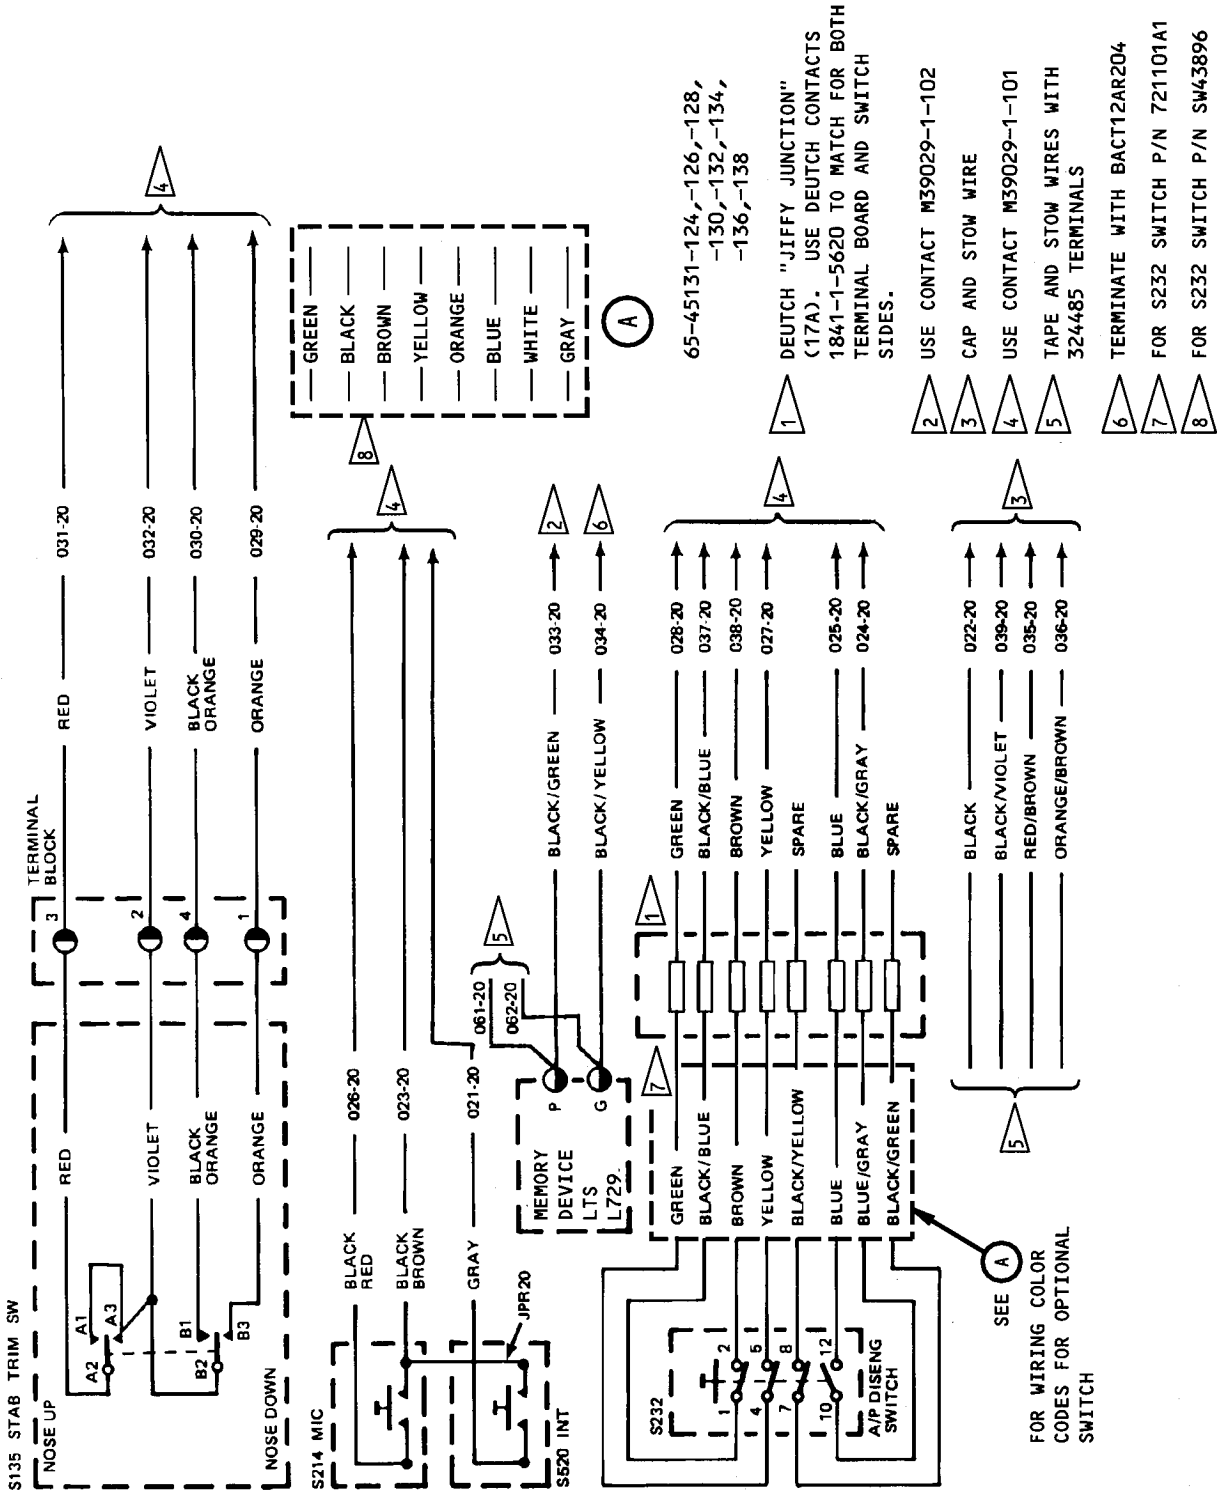 S135 STAB TRIM SW
NOSE UP
NOSE DOWN
A1
A2
A3
B1
B2
B3
RED
VIOLET
BLACK
ORANGE
ORANGE
TERMINAL
BLOCK
3
2
4
1
RED
VIOLET
BLACK
ORANGE
ORANGE
031-20
032-20
030-20
029-20
4
S214 MIC
BLACK
RED
026-20
BLACK
BROWN
023-20
GRAY
021-20
JPR20
S520 INT
4
061-20
062-20
5
MEMORY
DEVICE
LTS
L729.
P
G
BLACK/GREEN
033-20
2
BLACK/YELLOW
034-20
6
8
GREEN
BLACK
BROWN
YELLOW
ORANGE
BLUE
WHITE
GRAY
A
S232
1
2
4
5
7
8
10
12
A/P DISENG
SWITCH
7
GREEN
BLACK/BLUE
BROWN
YELLOW
BLACK/YELLOW
BLUE
BLUE/GRAY
BLACK/GREEN
1
GREEN
BLACK/BLUE
BROWN
YELLOW
SPARE
BLUE
BLACK/GRAY
SPARE
028-20
037-20
038-20
027-20
025-20
024-20
4
SEE
A
FOR WIRING COLOR
CODES FOR OPTIONAL
SWITCH
5
BLACK
BLACK/VIOLET
RED/BROWN
ORANGE/BROWN
022-20
039-20
035-20
036-20
3
65-45131-124,-126,-128,
-130,-132,-134,
-136,-138
1 DEUTCH "JIFFY JUNCTION"
(17A). USE DEUTCH CONTACTS
1841-1-5620 TO MATCH FOR BOTH
TERMINAL BOARD AND SWITCH
SIDES.
2 USE CONTACT M39029-1-102
3 CAP AND STOW WIRE
4 USE CONTACT M39029-1-101
5 TAPE AND STOW WIRES WITH
324485 TERMINALS
6 TERMINATE WITH BACT12AR204
7 FOR S232 SWITCH P/N 721101A1
8 FOR S232 SWITCH P/N SW43896